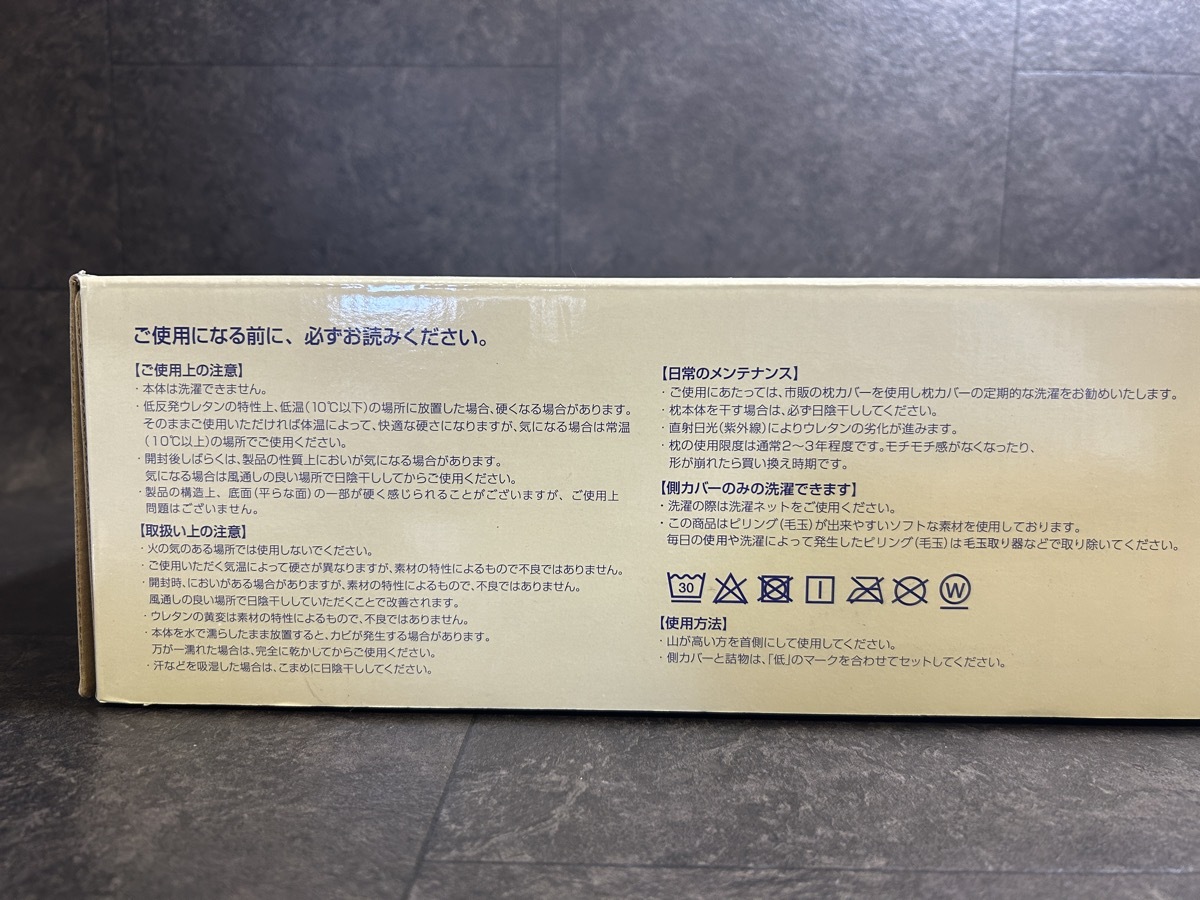 ご使用になる前に、必ずお読みください。
【ご使用上の注意】
・本体は洗濯できません。
・低反発ウレタンの特性上、低温(10℃以下)の場所に放置した場合、硬くなる場合があります。
そのままご使用いただければ体温によって、快適な硬さになりますが、気になる場合は常温
(10℃以上)の場所でご使用ください。
・開封後しばらくは、製品の性質上においが気になる場合があります。
気になる場合は風通しの良い場所で日陰干ししてからご使用ください。
・製品の構造上、底面(平らな面)の一部が硬く感じられることがございますが、ご使用上
問題はございません。
【取扱い上の注意】
・火の気のある場所では使用しないでください。
・ご使用いただく気温によって硬さが異なりますが、素材の特性によるもので不良ではありません。
・開封時、においがある場合がありますが、素材の特性によるもので、不良ではありません。
風通しの良い場所で日陰干ししていただくことで改善されます。
・ウレタンの黄変は素材の特性によるもので、不良ではありません。
・本体を水で濡らしたまま放置すると、カビが発生する場合があります。
万が一濡れた場合は、完全に乾かしてからご使用ください。
・汗などを吸湿した場合は、こまめに日陰干ししてください。
【日常のメンテナンス】
・ご使用にあたっては、市販の枕カバーを使用し枕カバーの定期的な洗濯をお勧めいたします。
・枕本体を干す場合は、必ず日陰干ししてください。
・直射日光(紫外線)によりウレタンの劣化が進みます。
・枕の使用限度は通常2〜3年程度です。モチモチ感がなくなったり、
形が崩れたら買い換え時期です。
【側カバーのみの洗濯できます】
・洗濯の際は洗濯ネットをご使用ください。
・この商品はピリング(毛玉)が出来やすいソフトな素材を使用しております。
毎日の使用や洗濯によって発生したピリング(毛玉)は毛玉取り器などで取り除いてください。
30 W
【使用方法】
・山が高い方を首側にして使用してください。
・側カバーと詰物は、「低」のマークを合わせてセットしてください。